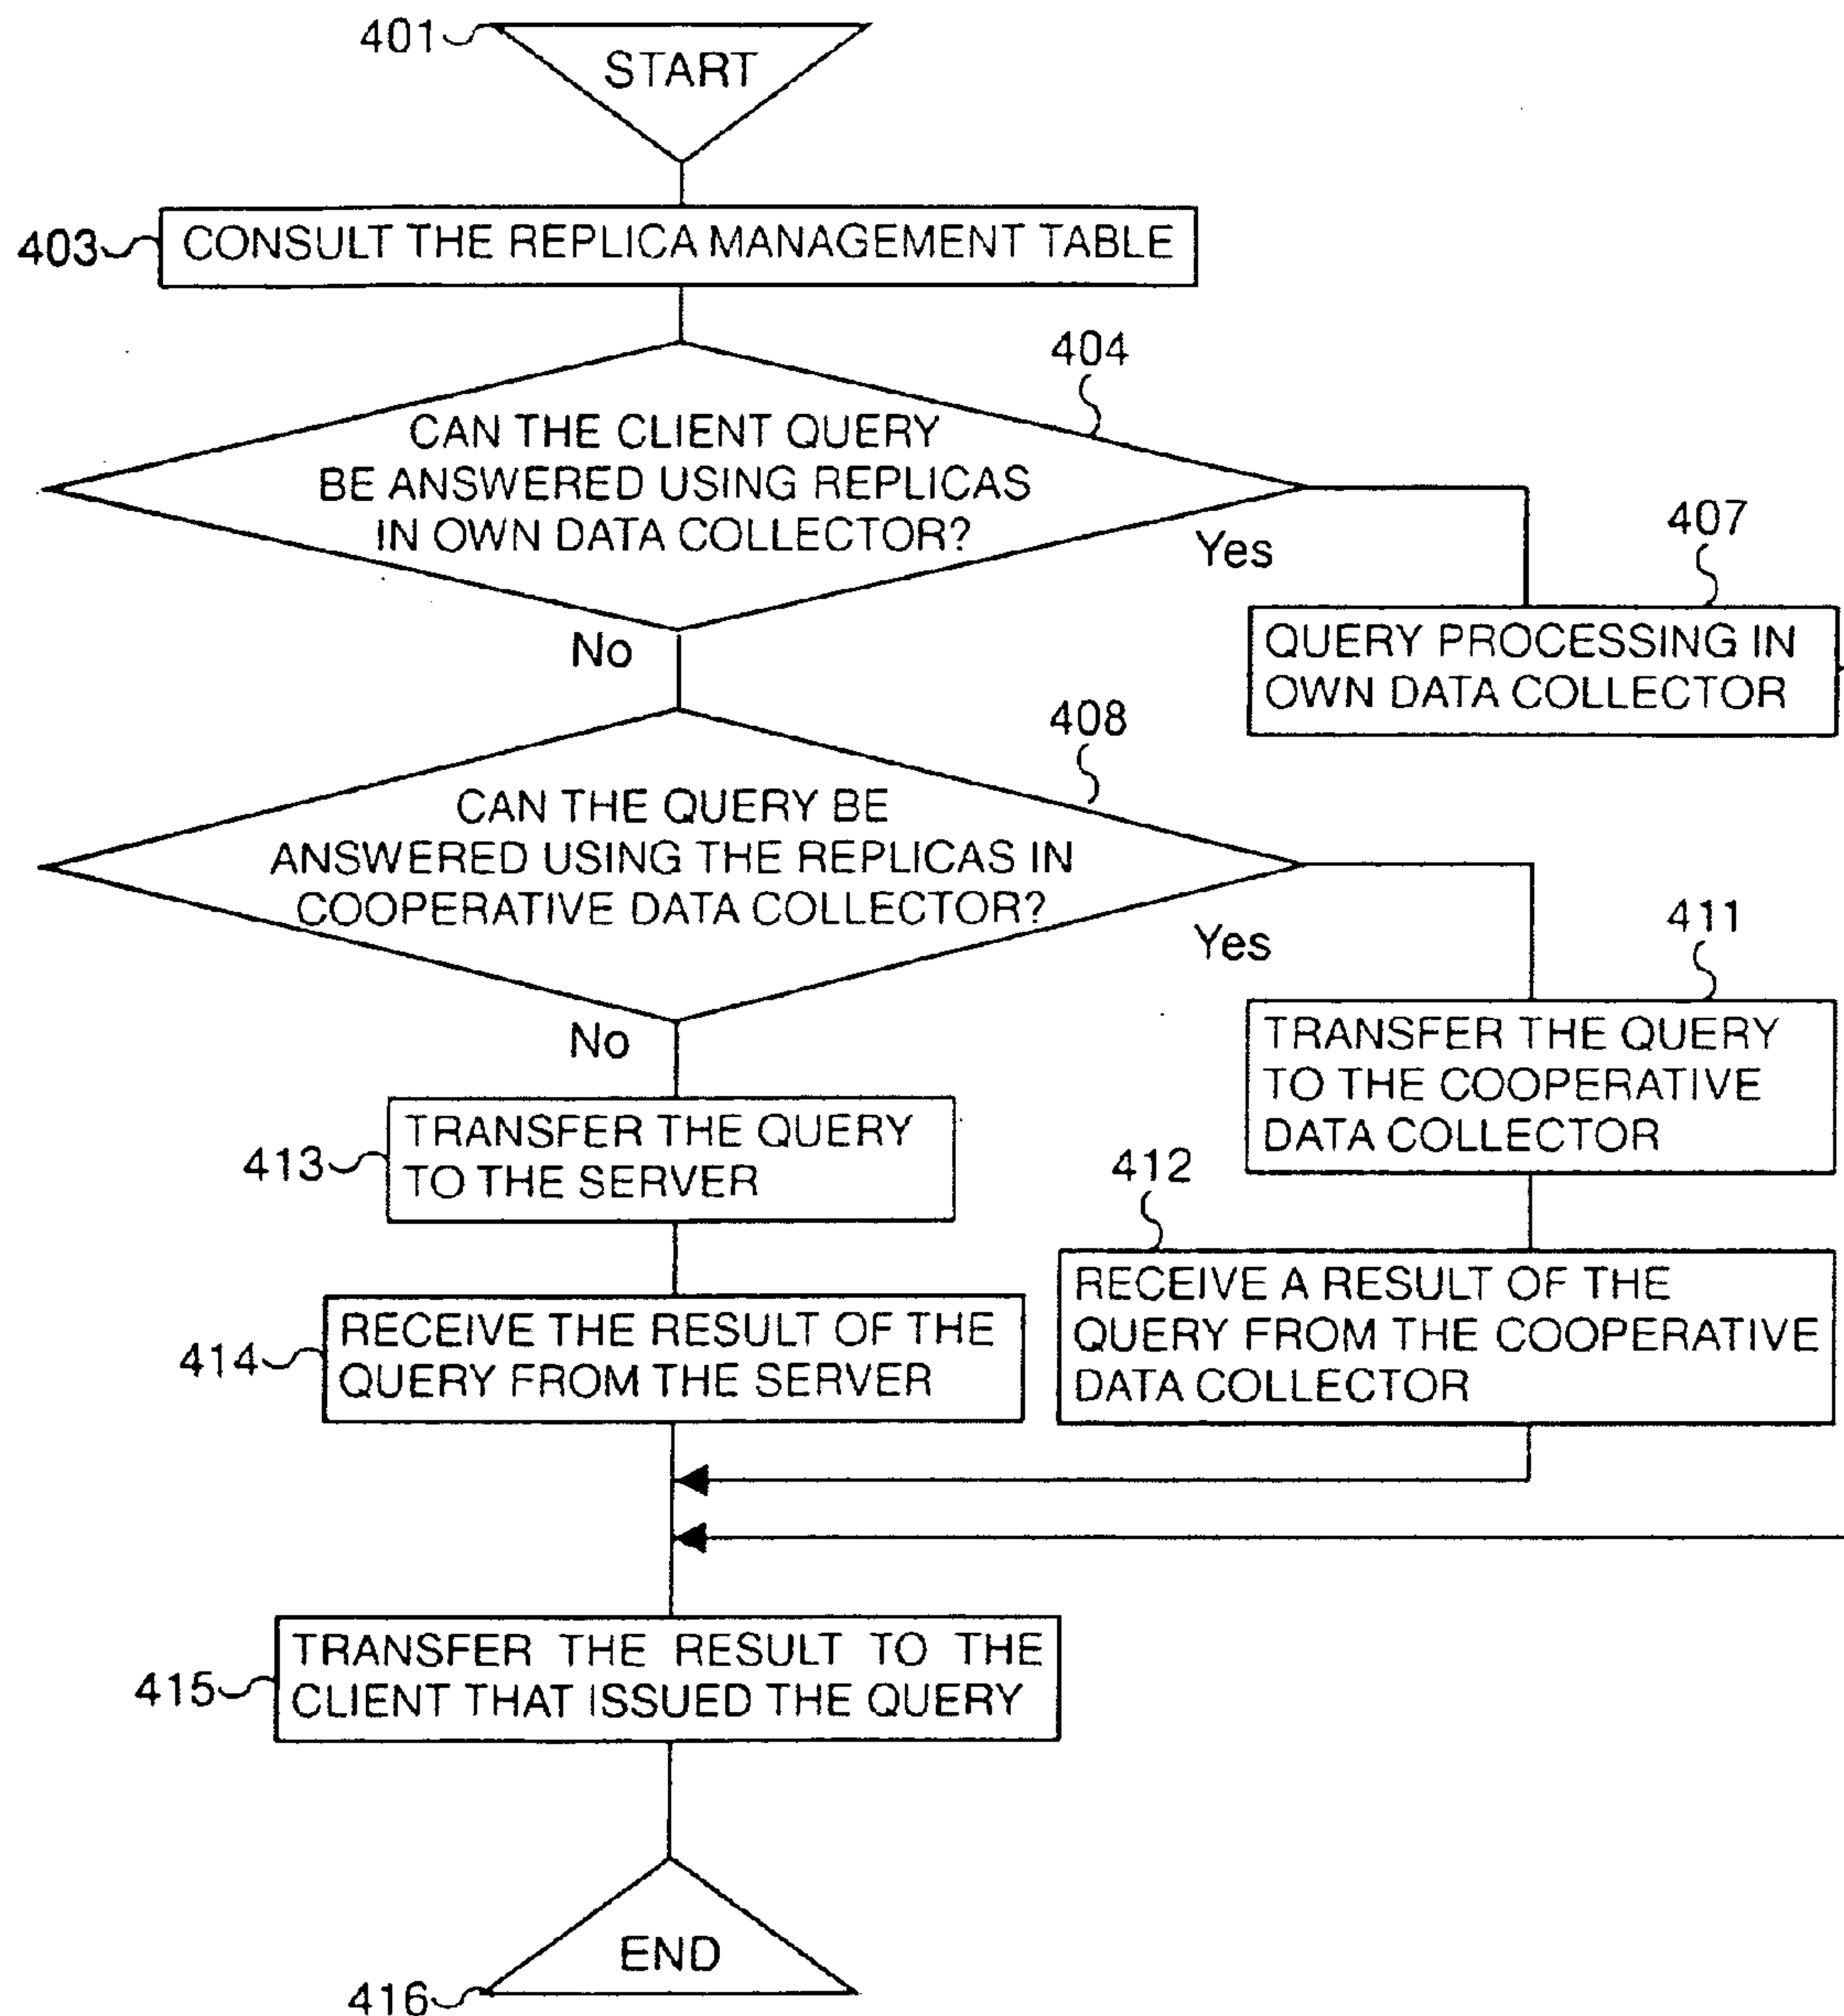 401
START
403
CONSULT THE REPLICA MANAGEMENT TABLE
404
CAN THE CLIENT QUERY
BE ANSWERED USING REPLICAS
IN OWN DATA COLLECTOR?
Yes
407
No
QUERY PROCESSING IN
OWN DATA COLLECTOR
408
CAN THE QUERY BE
ANSWERED USING THE REPLICAS IN
COOPERATIVE DATA COLLECTOR?
Yes
411
No
TRANSFER THE QUERY
TO THE COOPERATIVE
DATA COLLECTOR
413
TRANSFER THE QUERY
TO THE SERVER
412
RECEIVE A RESULT OF THE
QUERY FROM THE COOPERATIVE
DATA COLLECTOR
414
RECEIVE THE RESULT OF THE
QUERY FROM THE SERVER
415
TRANSFER THE RESULT TO THE
CLIENT THAT ISSUED THE QUERY
END
416